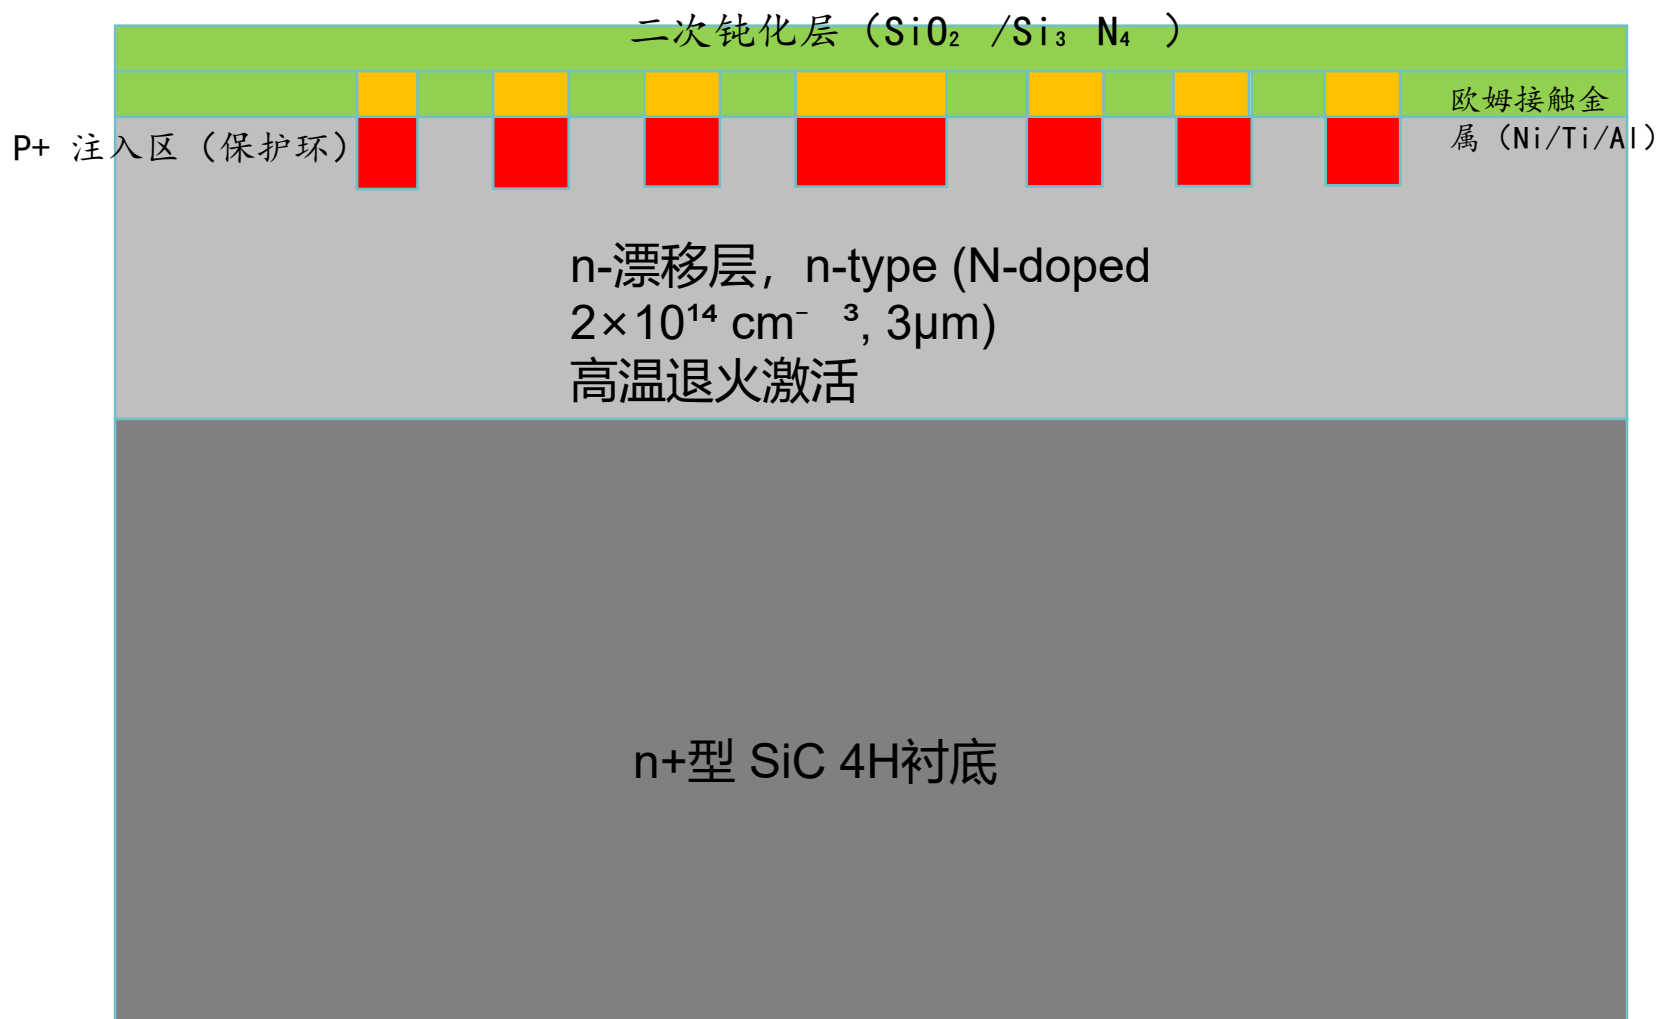 二次钝化层（SiO₂ /Si₃ N₄ ）
欧姆接触金
属（Ni/Ti/Al）
P+ 注入区（保护环）
n-漂移层，n-type (N-doped
2×10¹⁴ cm⁻ ³, 3μm)
高温退火激活
n+型 SiC 4H衬底